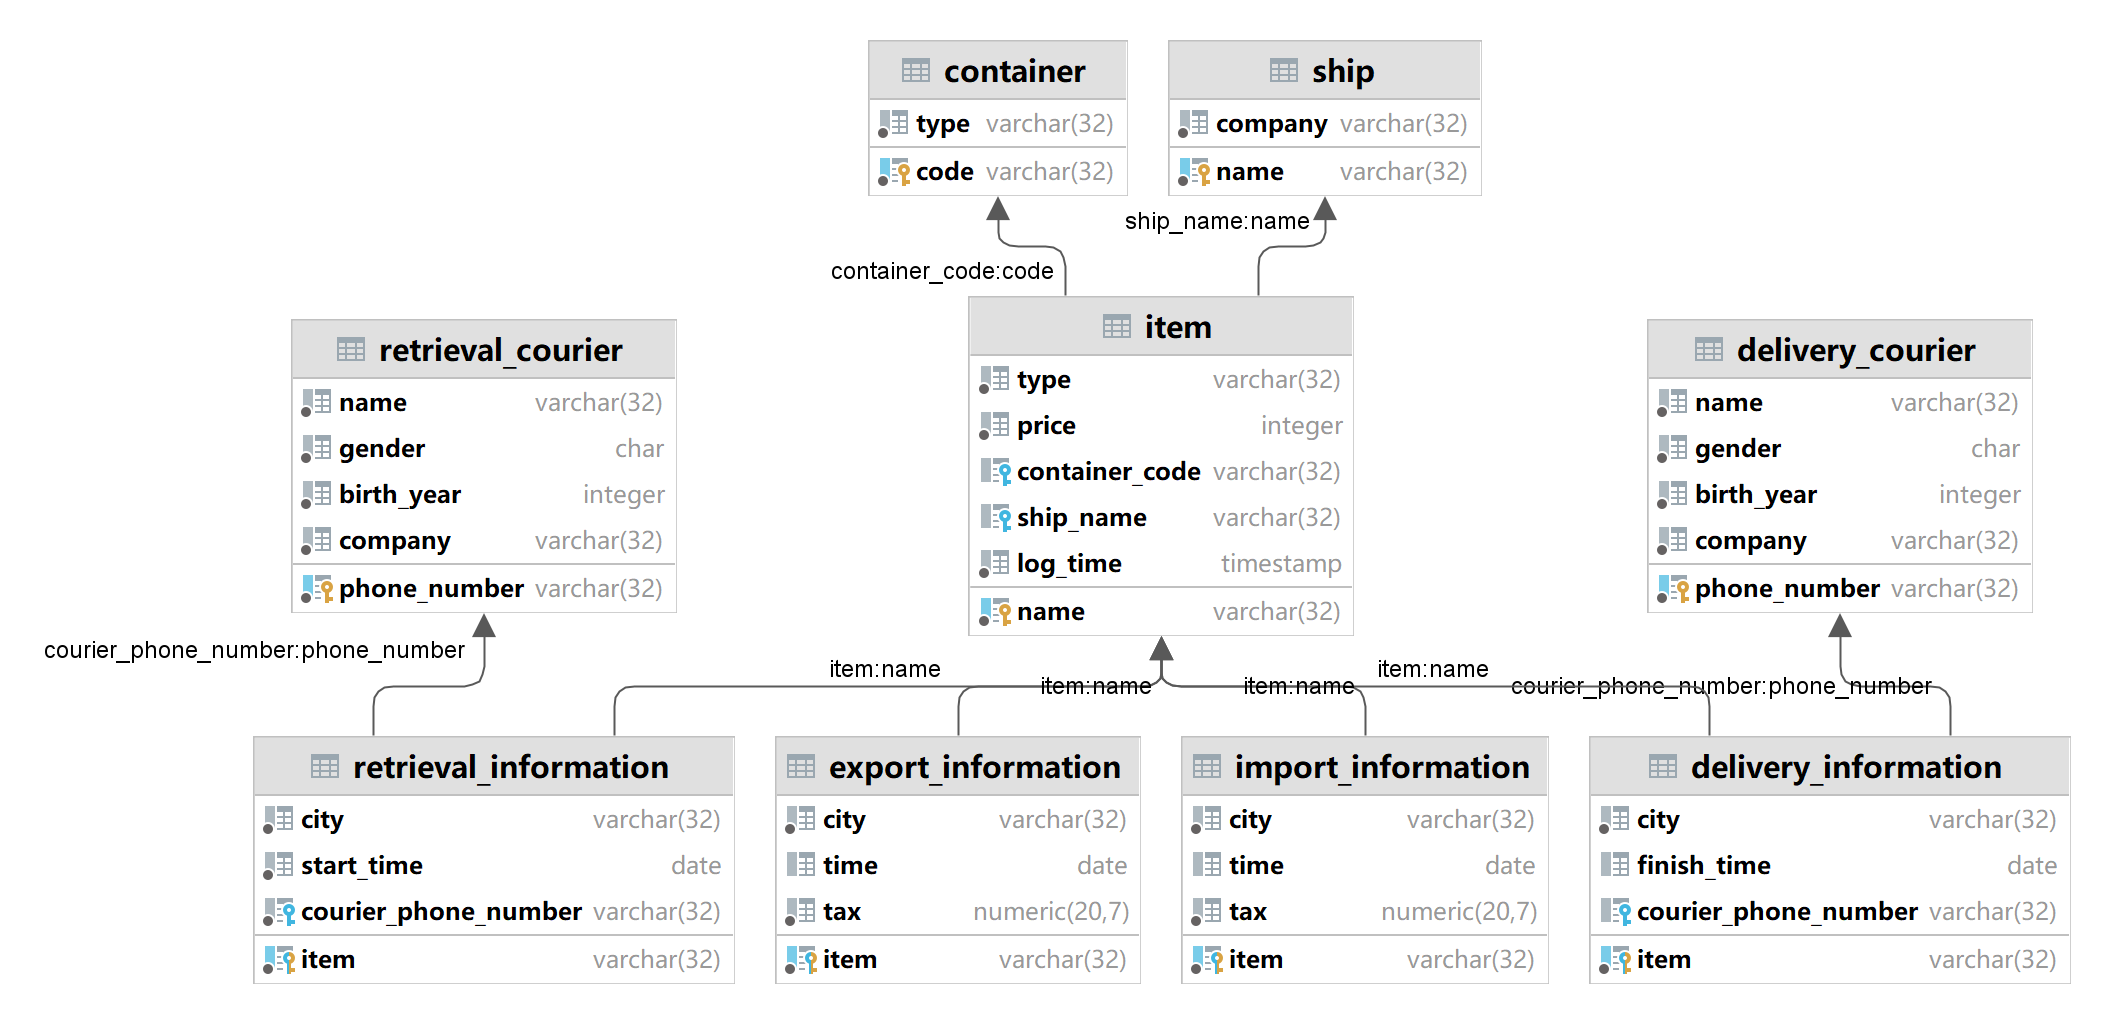 container
type varchar(32)
code varchar(32)
ship
company varchar(32)
name varchar(32)
ship_name:name
container_code:code
retrieval_courier
name varchar(32)
gender char
birth_year integer
company varchar(32)
phone_number varchar(32)
item
type varchar(32)
price integer
container_code varchar(32)
ship_name varchar(32)
log_time timestamp
name varchar(32)
delivery_courier
name varchar(32)
gender char
birth_year integer
company varchar(32)
phone_number varchar(32)
courier_phone_number:phone_number
item:name
item:name
item:name
item:name
courier_phone_number:phone_number
retrieval_information
city varchar(32)
start_time date
courier_phone_number varchar(32)
item varchar(32)
export_information
city varchar(32)
time date
tax numeric(20,7)
item varchar(32)
import_information
city varchar(32)
time date
tax numeric(20,7)
item varchar(32)
delivery_information
city varchar(32)
finish_time date
courier_phone_number varchar(32)
item varchar(32)